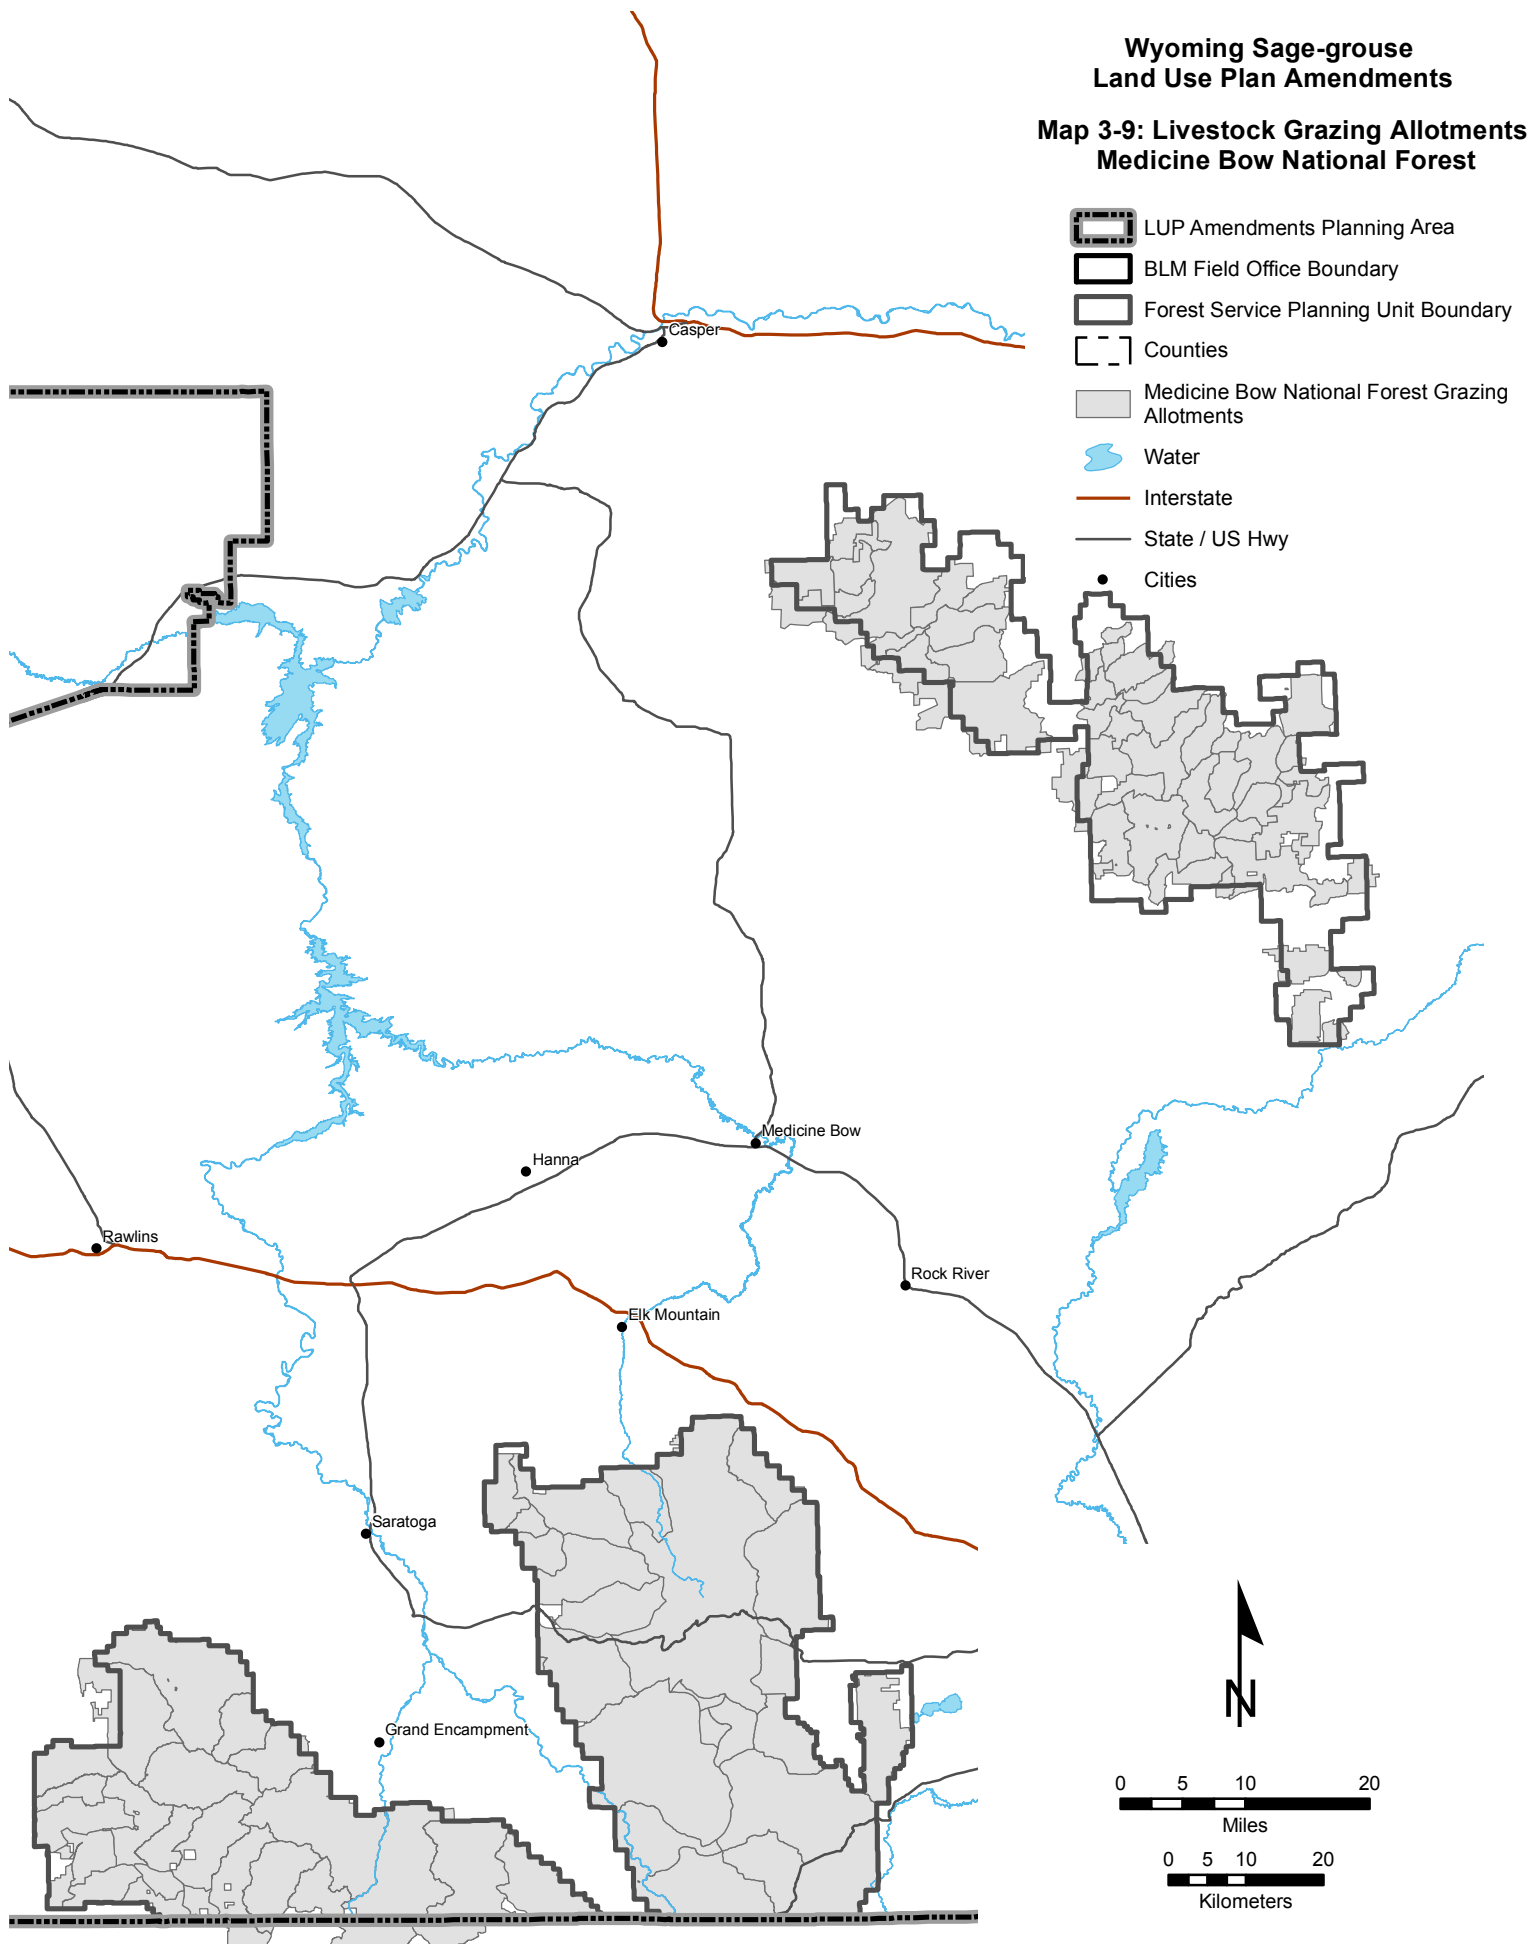 Wyoming Sage-grouse
Land Use Plan Amendments
Map 3-9: Livestock Grazing Allotments
Medicine Bow National Forest
LUP Amendments Planning Area
BLM Field Office Boundary
Forest Service Planning Unit Boundary
Counties
Medicine Bow National Forest Grazing
Allotments
Water
Interstate
State / US Hwy
Cities
Casper
Medicine Bow
Hanna
Rawlins
Rock River
Elk Mountain
Saratoga
Grand Encampment
N
0 5 10 20
Miles
0 5 10 20
Kilometers